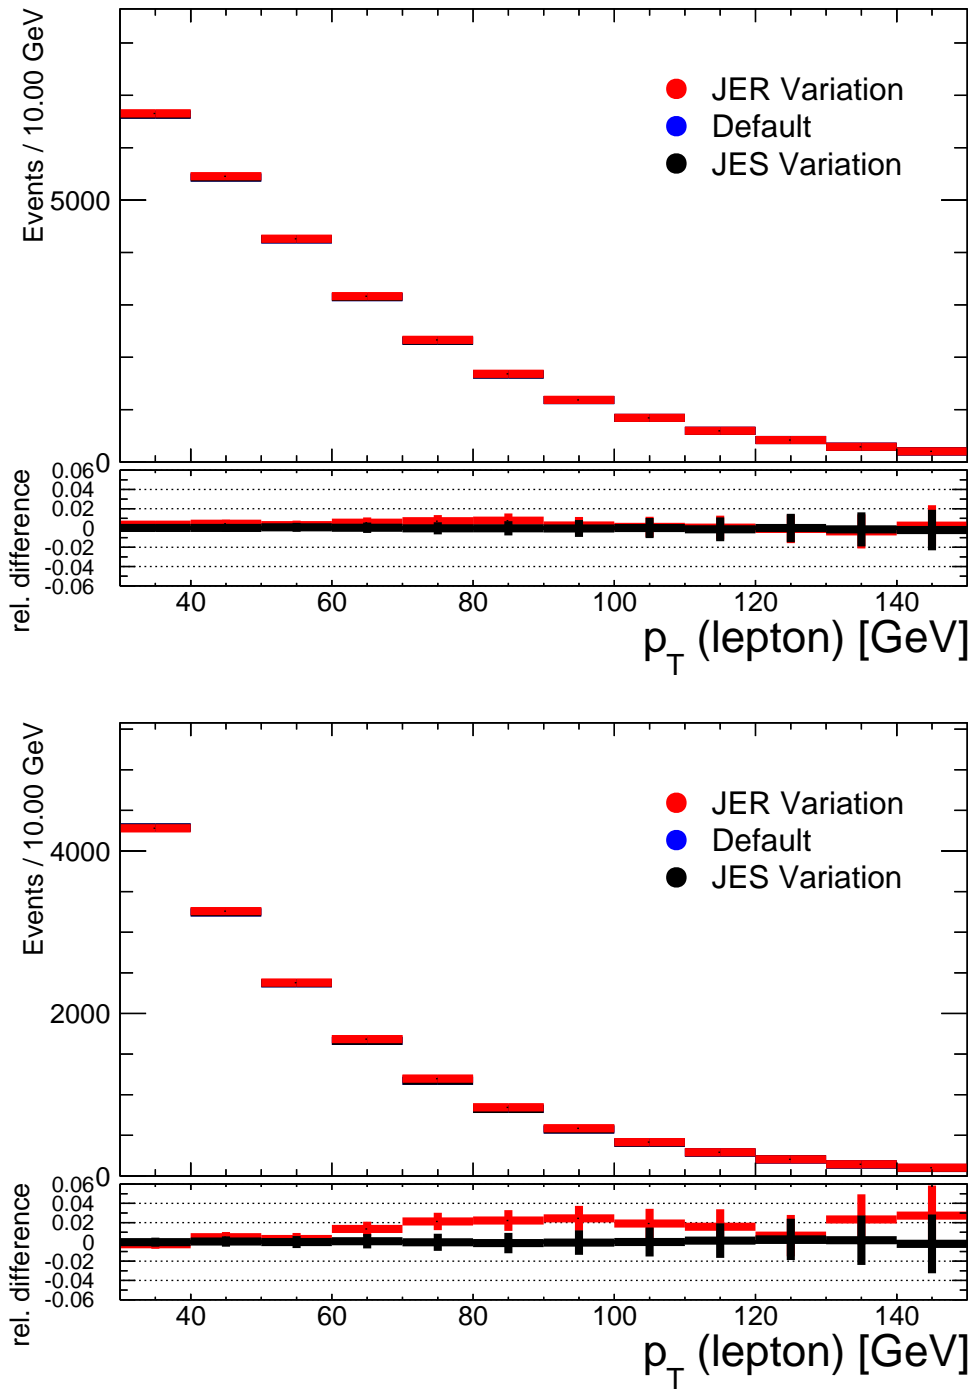 Events / 10.00 GeV
JER Variation
Default
JES Variation
5000
0
rel. difference
0.06
0.04
0.02
0
-0.02
-0.04
-0.06
40 60 80 100 120 140
p_T (lepton) [GeV]
Events / 10.00 GeV
JER Variation
Default
JES Variation
4000
2000
0
rel. difference
0.06
0.04
0.02
0
-0.02
-0.04
-0.06
40 60 80 100 120 140
p_T (lepton) [GeV]